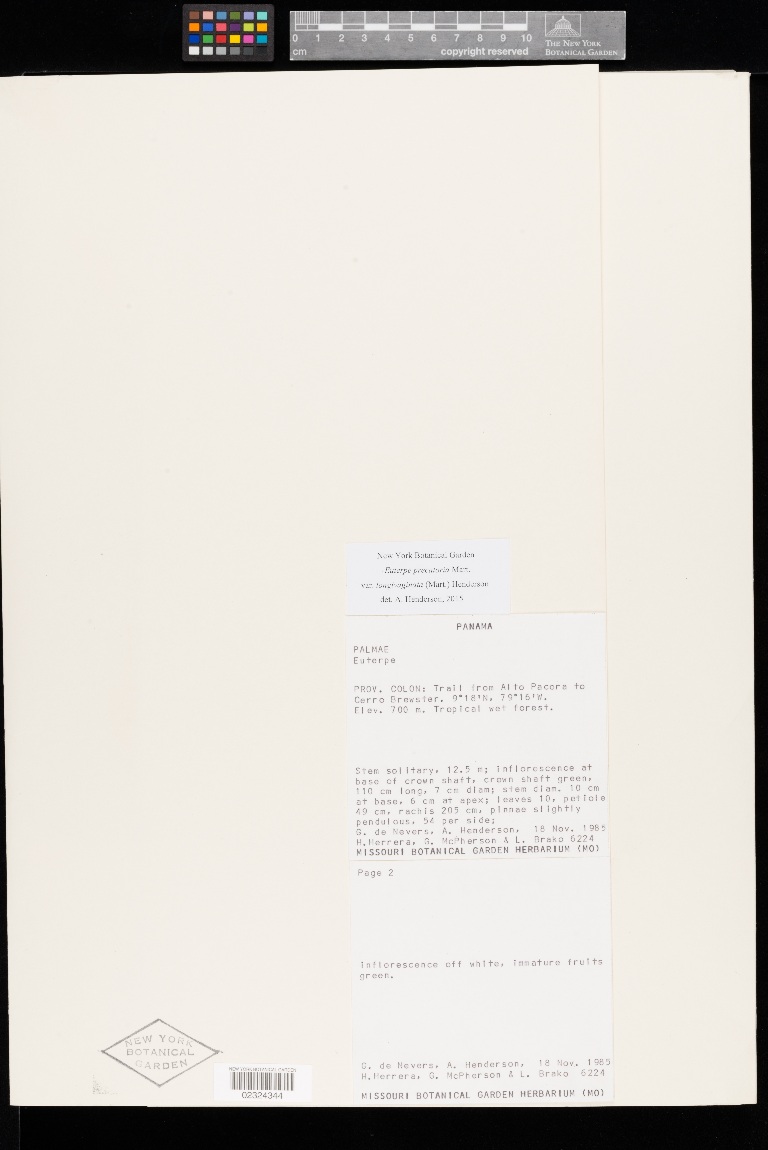 0 1 2 3 4 5 6 7 8 9 10
cm
copyright reserved
THE NEW YORK
BOTANICAL GARDEN
New York Botanical Garden
Euterpe precatoria Mart.
var. longevaginata (Mart.) Henderson
det. A. Henderson, 2015
PANAMA
PALMAE
Euterpe
PROV. COLON: Trail from Alto Pacora to
Cerro Brewster, 9°18'N, 79°16'W.
Elev. 700 m. Tropical wet forest.
Stem solitary, 12.5 m; inflorescence at
base of crown shaft, crown shaft green,
110 cm long, 7 cm diam; stem diam. 10 cm
at base, 6 cm at apex; leaves 10, petiole
49 cm, rachis 205 cm, pinnae slightly
pendulous, 54 per side;
G. de Nevers, A. Henderson, 18 Nov. 1985
H.Herrera, G. McPherson & L. Brako 6224
MISSOURI BOTANICAL GARDEN HERBARIUM (MO)
Page 2
inflorescence off white, immature fruits
green.
G. de Nevers, A. Henderson, 18 Nov. 1985
H.Herrera, G. McPherson & L. Brako 6224
MISSOURI BOTANICAL GARDEN HERBARIUM (MO)
NEW YORK
BOTANICAL
GARDEN
NEW YORK BOTANICAL GARDEN
02324344